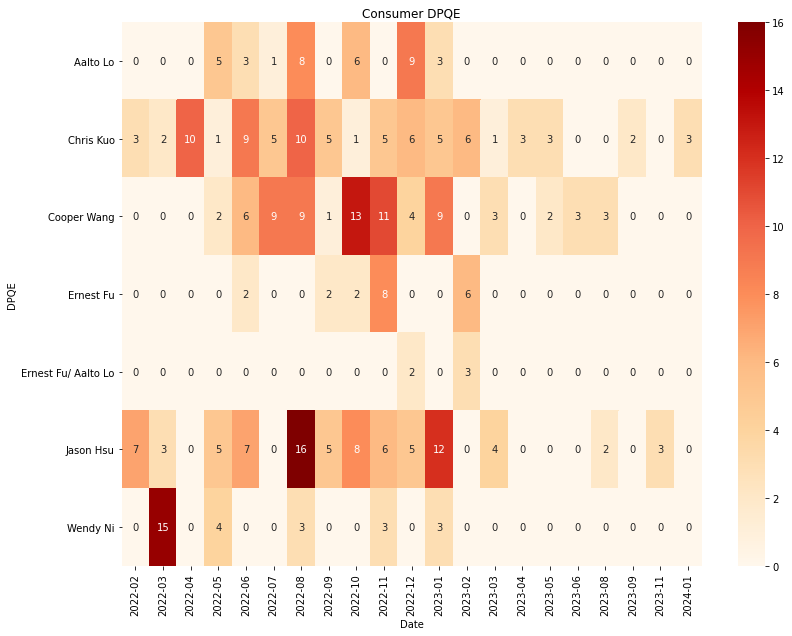 Consumer DPQE
DPQE
Aalto Lo 0 0 0 5 3 1 8 0 6 0 9 3 0 0 0 0 0 0 0 0 0
Chris Kuo 3 2 10 1 9 5 10 5 1 5 6 5 6 1 3 3 0 0 2 0 3
Cooper Wang 0 0 0 2 6 9 9 1 13 11 4 9 0 3 0 2 3 3 0 0 0
Ernest Fu 0 0 0 0 2 0 0 2 2 8 0 0 6 0 0 0 0 0 0 0 0
Ernest Fu/ Aalto Lo 0 0 0 0 0 0 0 0 0 0 2 0 3 0 0 0 0 0 0 0 0
Jason Hsu 7 3 0 5 7 0 16 5 8 6 5 12 0 4 0 0 0 2 0 3 0
Wendy Ni 0 15 0 4 0 0 3 0 0 3 0 3 0 0 0 0 0 0 0 0 0
2022-02 2022-03 2022-04 2022-05 2022-06 2022-07 2022-08 2022-09 2022-10 2022-11 2022-12 2023-01 2023-02 2023-03 2023-04 2023-05 2023-06 2023-08 2023-09 2023-11 2024-01
Date
16
14
12
10
8
6
4
2
0